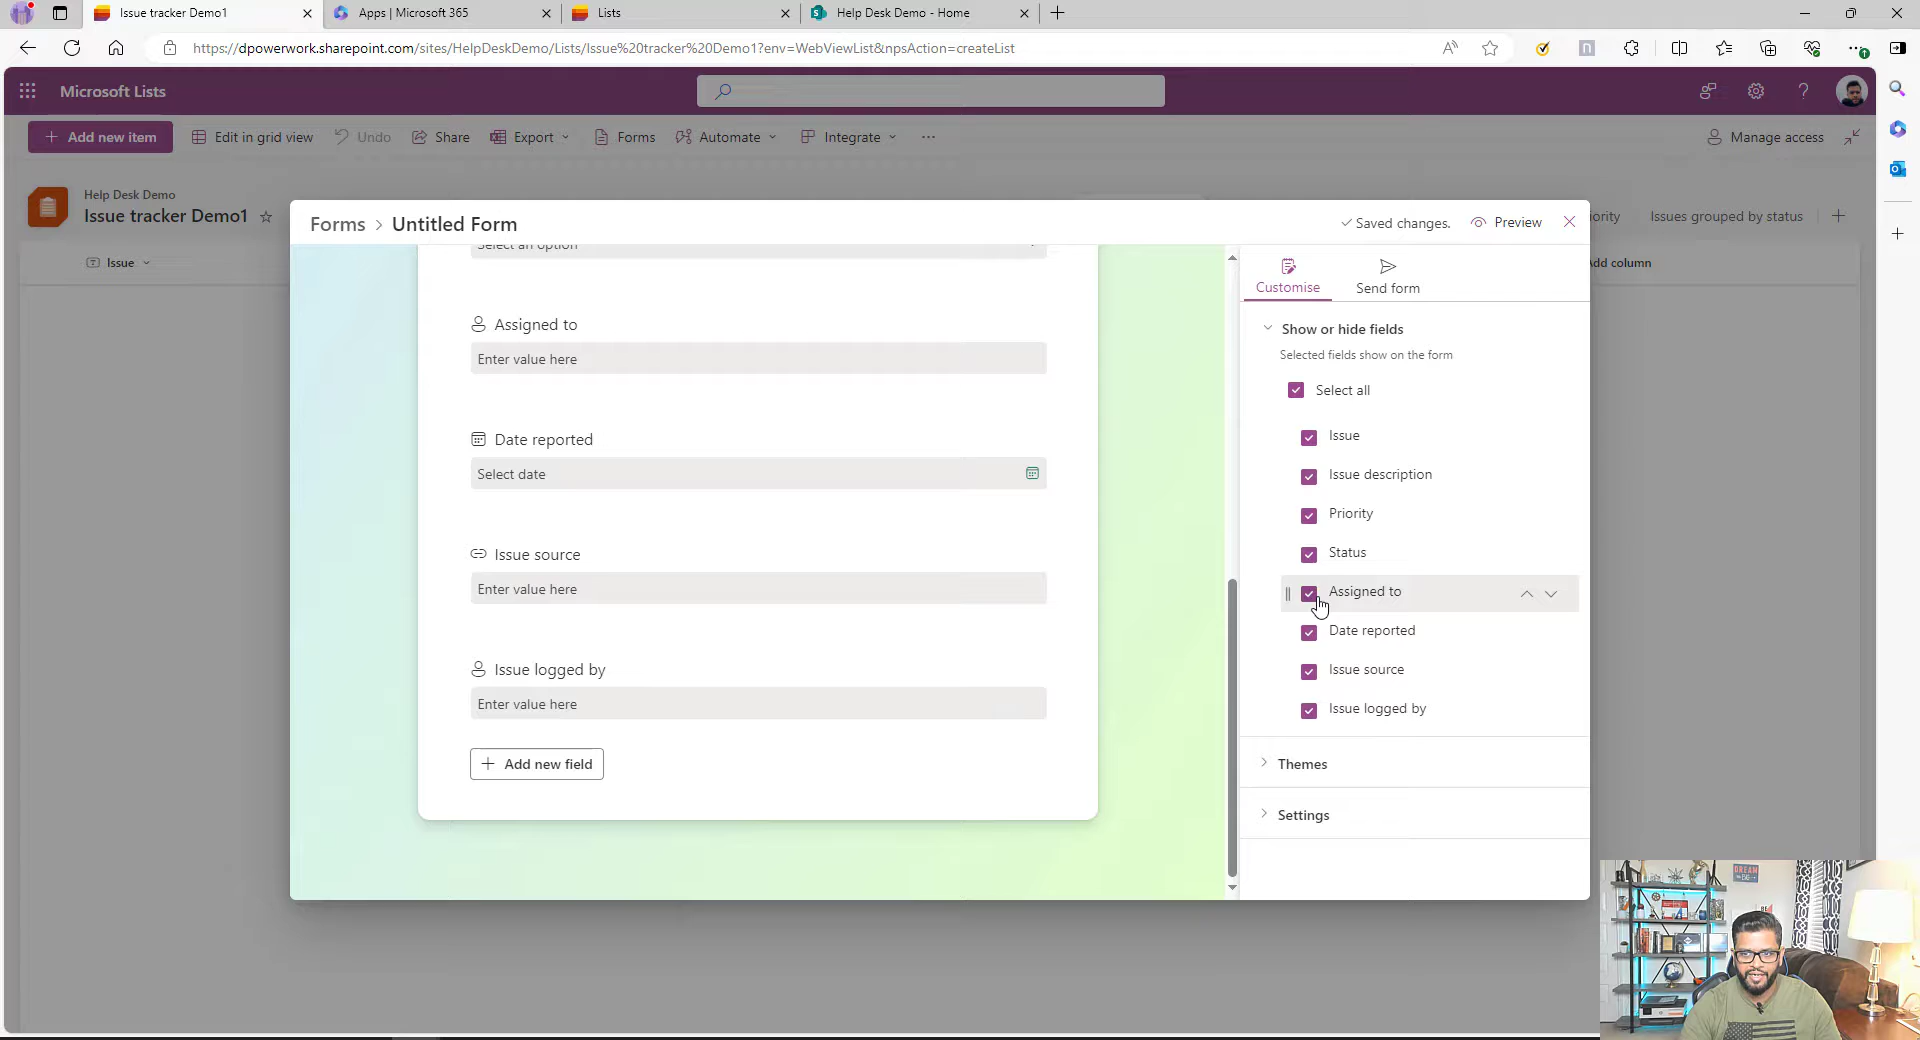 Issue tracker Demo1
Apps | Microsoft 365
Lists
Help Desk Demo - Home
https://dpowerwork.sharepoint.com/sites/HelpDeskDemo/Lists/Issue%20tracker%20Demo1?env=WebViewList&npsAction=createList
Microsoft Lists
Add new item
Edit in grid view
Undo
Share
Export
Forms
Automate
Integrate
Manage access
Help Desk Demo
Issue tracker Demo1
ority
Issues grouped by status
Issue
dd column
Forms > Untitled Form
Saved changes.
Preview
Select an option
Assigned to
Enter value here
Date reported
Select date
Issue source
Enter value here
Issue logged by
Enter value here
Add new field
Customise
Send form
Show or hide fields
Selected fields show on the form
Select all
Issue
Issue description
Priority
Status
Assigned to
Date reported
Issue source
Issue logged by
Themes
Settings
DREAM